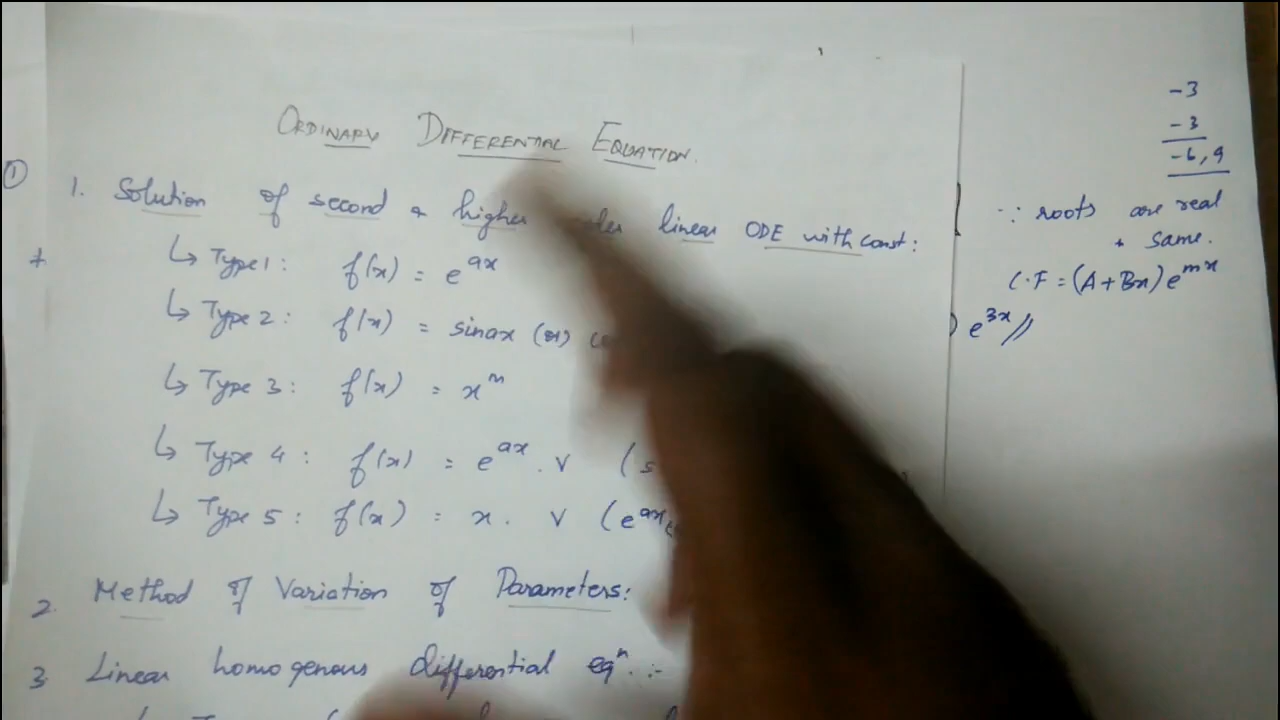 ORDINARY DIFFERENTIAL EQUATION.
①
1. Solution of second & higher linear ODE with const:
↳ Type 1: f(x) = e^ax
↳ Type 2: f(x) = sinax (or)
↳ Type 3: f(x) = x^m
↳ Type 4: f(x) = e^ax . v (s
↳ Type 5: f(x) = x . v (e^ax
2. Method of Variation of Parameters:
3 Linear homogenous differential eqⁿ :-
-3
-3
-6, 9
∵ roots are real
& same.
C.F = (A + Bx) e^mx
) e^3x //